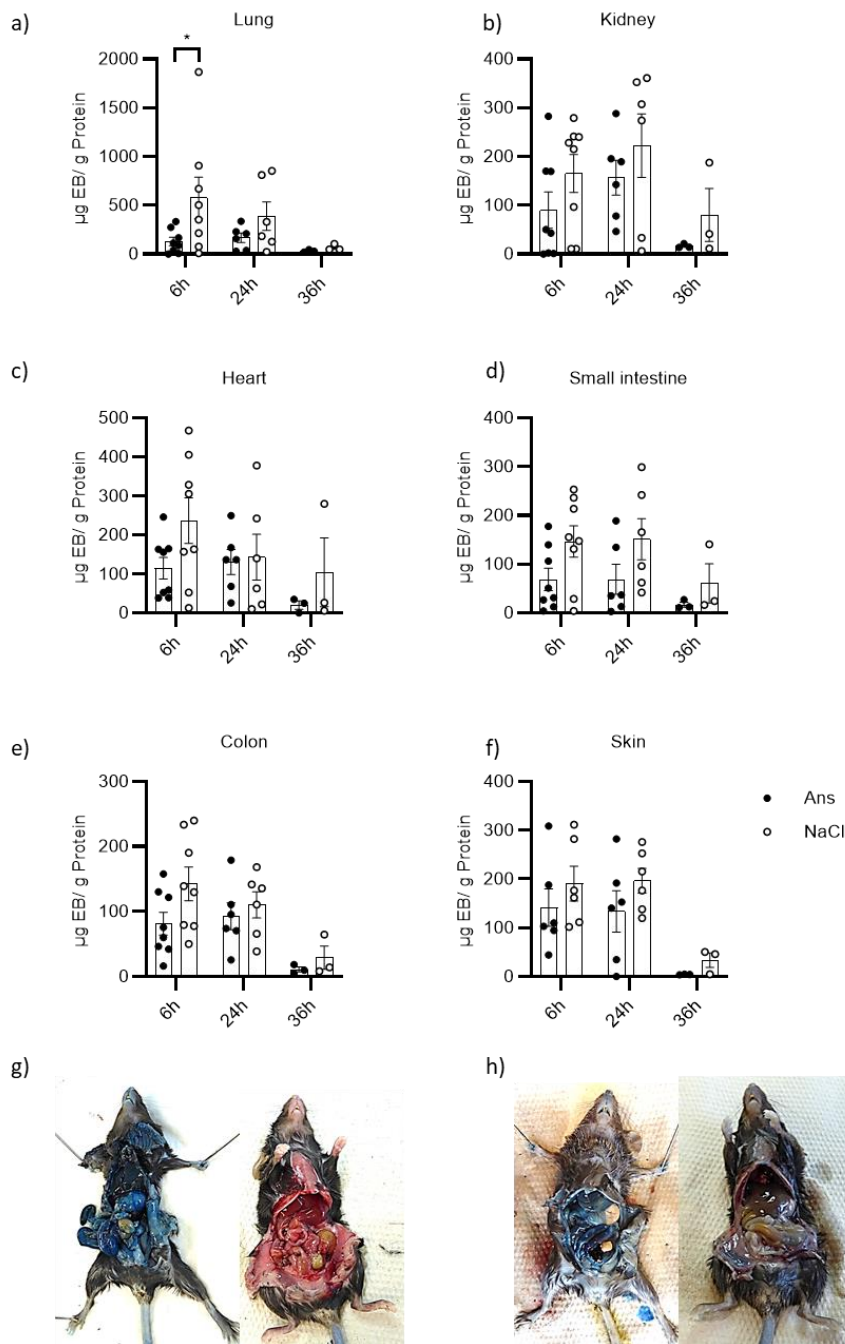 a)
Lung
*
µg EB/ g Protein
2000
1500
1000
500
0
6h
24h
36h
b)
Kidney
µg EB/ g Protein
400
300
200
100
0
6h
24h
36h
c)
Heart
µg EB/ g Protein
500
400
300
200
100
0
6h
24h
36h
d)
Small intestine
µg EB/ g Protein
400
300
200
100
0
6h
24h
36h
e)
Colon
µg EB/ g Protein
300
200
100
0
6h
24h
36h
f)
Skin
µg EB/ g Protein
400
300
200
100
0
6h
24h
36h
Ans
NaCl
g)
h)